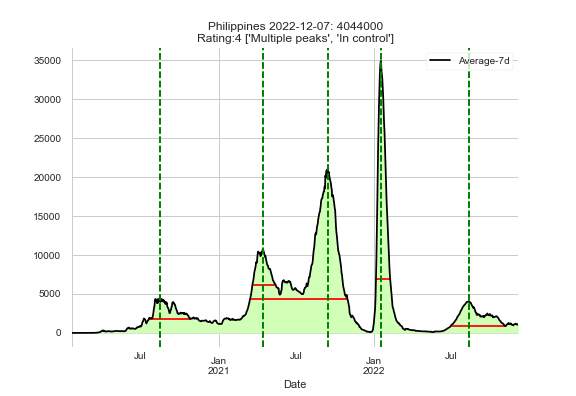 Philippines 2022-12-07: 4044000
Rating:4 ['Multiple peaks', 'In control']
Average-7d
35000
30000
25000
20000
15000
10000
5000
0
Jul
Jan
2021
Jul
Jan
2022
Jul
Date